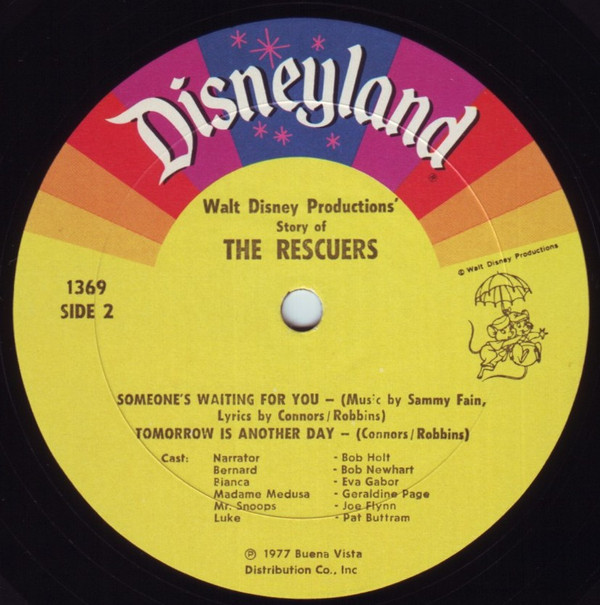 Disneyland
Walt Disney Productions'
Story of
THE RESCUERS
© Walt Disney Productions
1369
SIDE 2
SOMEONE'S WAITING FOR YOU – (Music by Sammy Fain,
Lyrics by Connors/Robbins)
TOMORROW IS ANOTHER DAY – (Connors/Robbins)
Cast: Narrator - Bob Holt
Bernard - Bob Newhart
Bianca - Eva Gabor
Madame Medusa - Geraldine Page
Mr. Snoops - Joe Flynn
Luke - Pat Buttram
℗ 1977 Buena Vista
Distribution Co., Inc